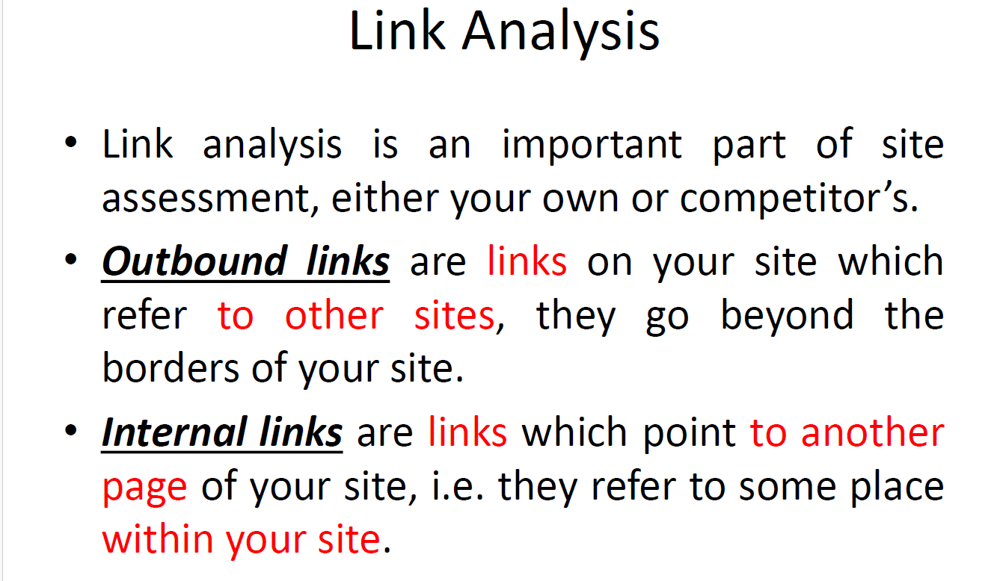 Link Analysis
• Link analysis is an important part of site
assessment, either your own or competitor’s.
• Outbound links are links on your site which
refer to other sites, they go beyond the
borders of your site.
• Internal links are links which point to another
page of your site, i.e. they refer to some place
within your site.